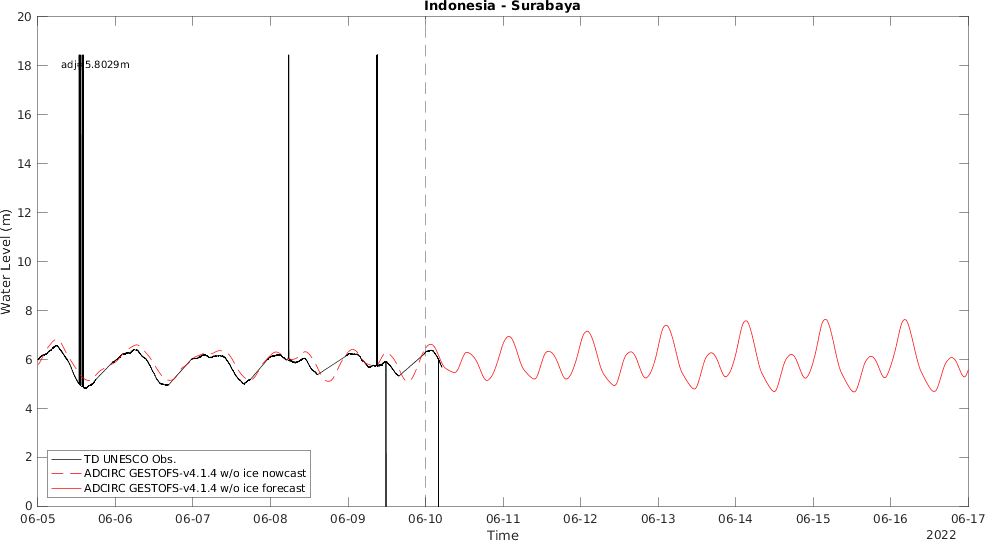 Indonesia - Surabaya
20
18
16
14
12
10
8
6
4
2
0
Water Level (m)
adj=5.8029m
TD UNESCO Obs.
ADCIRC GESTOFS-v4.1.4 w/o ice nowcast
ADCIRC GESTOFS-v4.1.4 w/o ice forecast
06-05 06-06 06-07 06-08 06-09 06-10 06-11 06-12 06-13 06-14 06-15 06-16 06-17
Time
2022